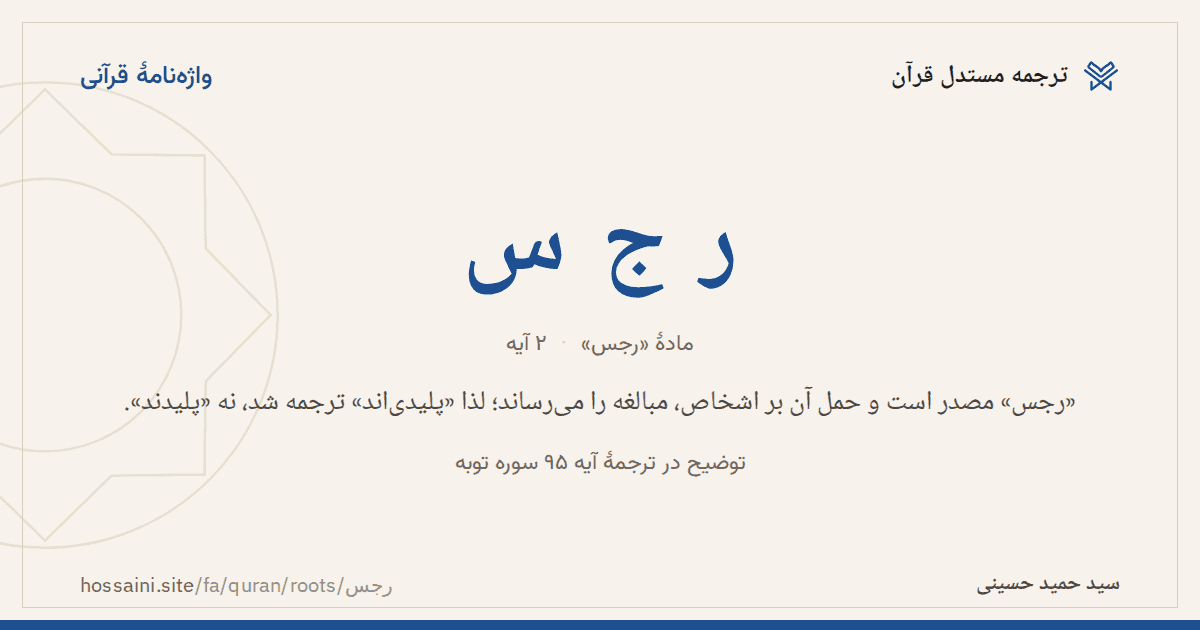 ترجمه مستدل قرآن
واژه‌نامهٔ قرآنی
ر ج س
مادهٔ «رجس» · ۲ آیه
«رجس» مصدر است و حمل آن بر اشخاص، مبالغه را می‌رساند؛ لذا «پلیدی‌اند» ترجمه شد، نه «پلیدند».
توضیح در ترجمهٔ آیه ۹۵ سوره توبه
سید حمید حسینی
hossaini.site/fa/quran/roots/رجس